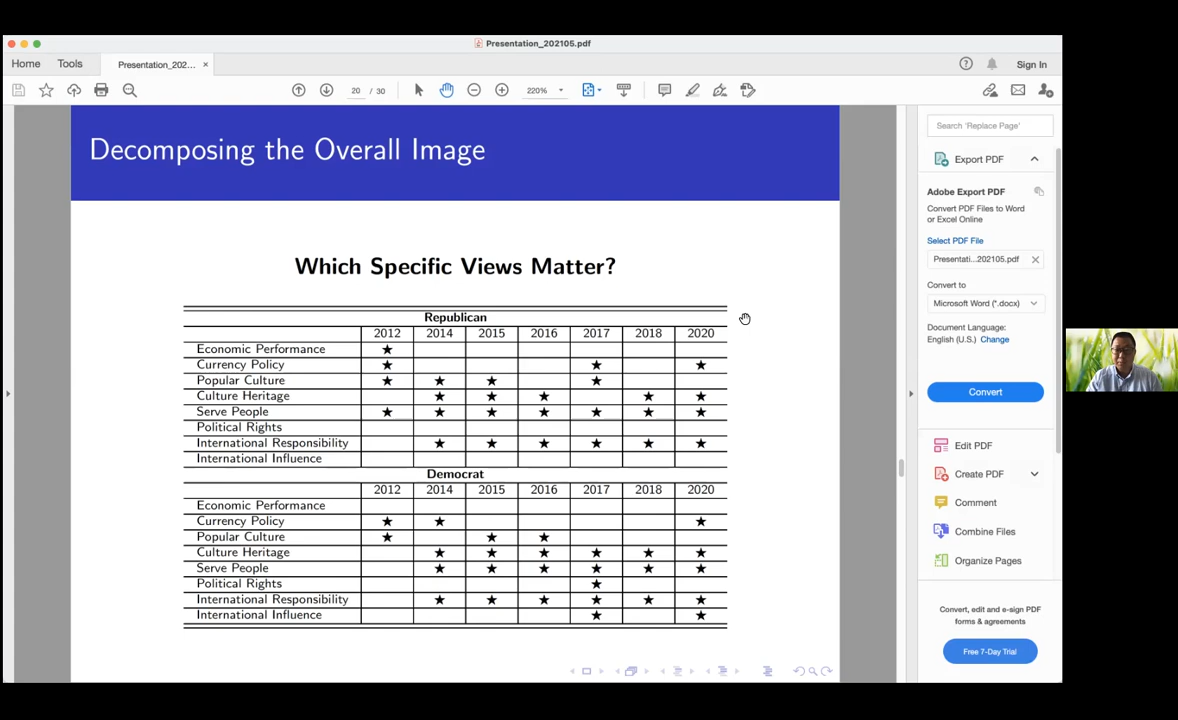 Presentation_202105.pdf
Home Tools Presentation_202... × Sign In
20 / 30 220%
Decomposing the Overall Image
Which Specific Views Matter?
Republican
2012 2014 2015 2016 2017 2018 2020
Economic Performance ★
Currency Policy ★ ★ ★
Popular Culture ★ ★ ★ ★
Culture Heritage ★ ★ ★ ★ ★
Serve People ★ ★ ★ ★ ★ ★ ★
Political Rights
International Responsibility ★ ★ ★ ★ ★ ★
International Influence
Democrat
2012 2014 2015 2016 2017 2018 2020
Economic Performance
Currency Policy ★ ★ ★
Popular Culture ★ ★ ★
Culture Heritage ★ ★ ★ ★ ★ ★
Serve People ★ ★ ★ ★ ★ ★
Political Rights ★
International Responsibility ★ ★ ★ ★ ★ ★
International Influence ★ ★
Search 'Replace Page'
Export PDF
Adobe Export PDF
Convert PDF Files to Word
or Excel Online
Select PDF File
Presentati...202105.pdf ×
Convert to
Microsoft Word (*.docx)
Document Language:
English (U.S.) Change
Convert
Edit PDF
Create PDF
Comment
Combine Files
Organize Pages
Convert, edit and e-sign PDF
forms & agreements
Free 7-Day Trial